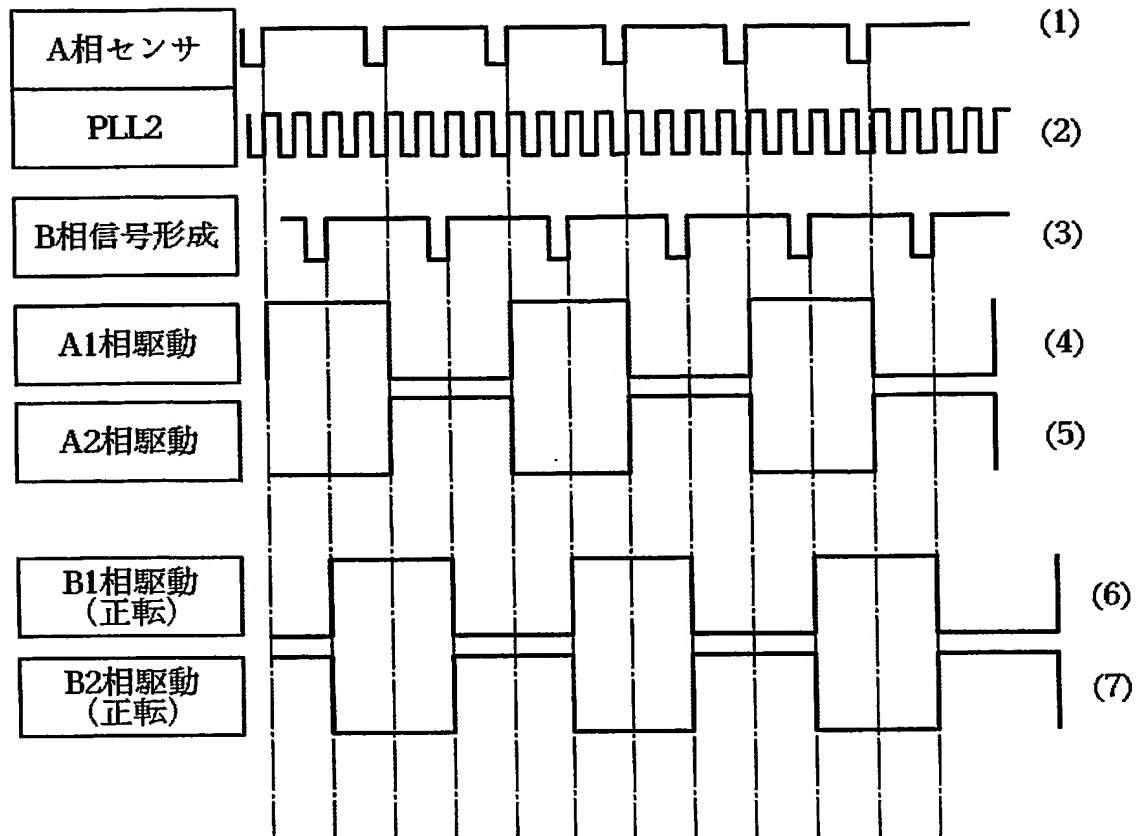 A相センサ (1)
PLL2 (2)
B相信号形成 (3)
A1相駆動 (4)
A2相駆動 (5)
B1相駆動
(正転) (6)
B2相駆動
(正転) (7)